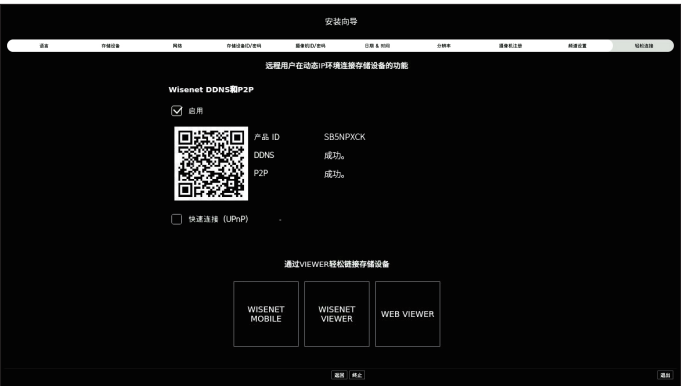 安装向导
语言 存储设备 网络 存储设备ID/密码 摄像机ID/密码 日期 & 时间 分辨率 摄像机注册 频道设置 轻松连接
远程用户在动态IP环境连接存储设备的功能
Wisenet DDNS和P2P
启用
产品 ID SB5NPXCK
DDNS 成功。
P2P 成功。
快速连接 (UPnP) -
通过VIEWER轻松链接存储设备
WISENET MOBILE
WISENET VIEWER
WEB VIEWER
返回 终止 退出